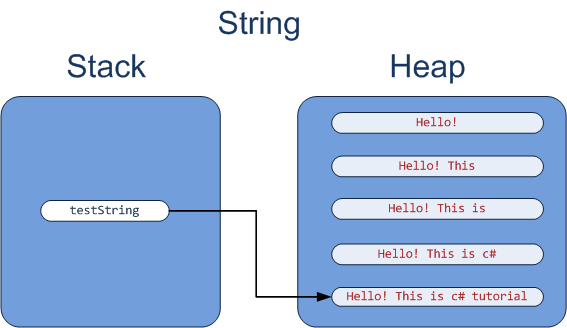 String
Stack
Heap
testString
Hello!
Hello! This
Hello! This is
Hello! This is c#
Hello! This is c# tutorial